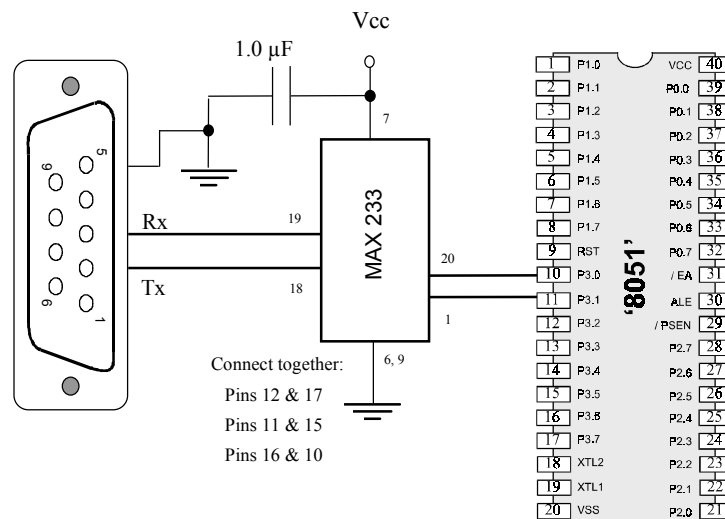 Vcc
1.0 µF
7
5
9
6
1
Rx
Tx
19
18
MAX 233
20
1
6, 9
Connect together:
Pins 12 & 17
Pins 11 & 15
Pins 16 & 10
'8051'
1 P1.0 VCC 40
2 P1.1 P0.0 39
3 P1.2 P0.1 38
4 P1.3 P0.2 37
5 P1.4 P0.3 36
6 P1.5 P0.4 35
7 P1.6 P0.5 34
8 P1.7 P0.6 33
9 RST P0.7 32
10 P3.0 / EA 31
11 P3.1 ALE 30
12 P3.2 / PSEN 29
13 P3.3 P2.7 28
14 P3.4 P2.6 27
15 P3.5 P2.5 26
16 P3.6 P2.4 25
17 P3.7 P2.3 24
18 XTL2 P2.2 23
19 XTL1 P2.1 22
20 VSS P2.0 21